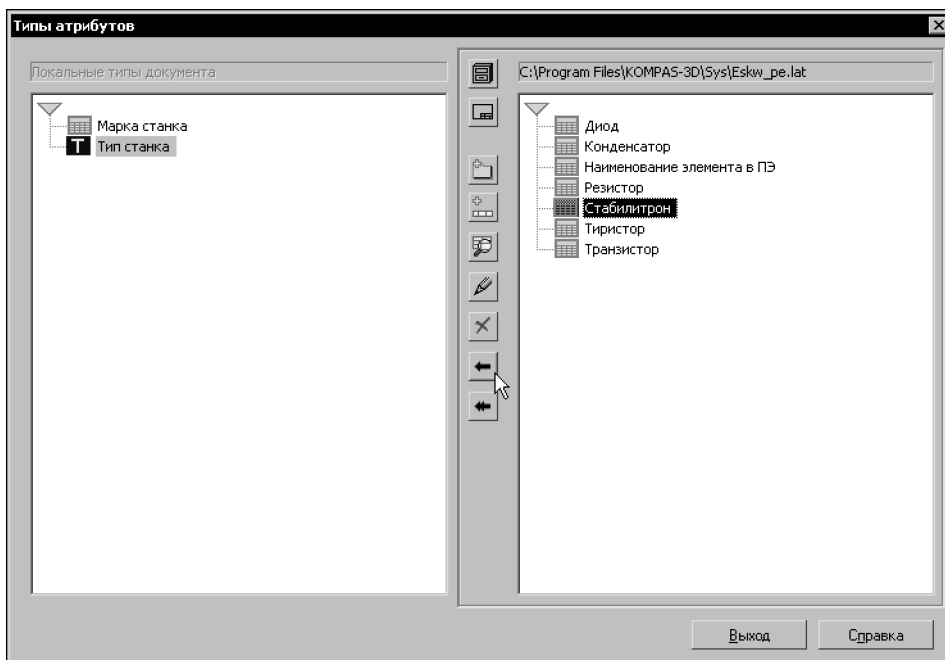 Типы атрибутов
Локальные типы документа
Марка станка
Тип станка
C:\Program Files\KOMPAS-3D\Sys\Eskw_pe.lat
Диод
Конденсатор
Наименование элемента в ПЭ
Резистор
Стабилитрон
Тиристор
Транзистор
Выход
Справка